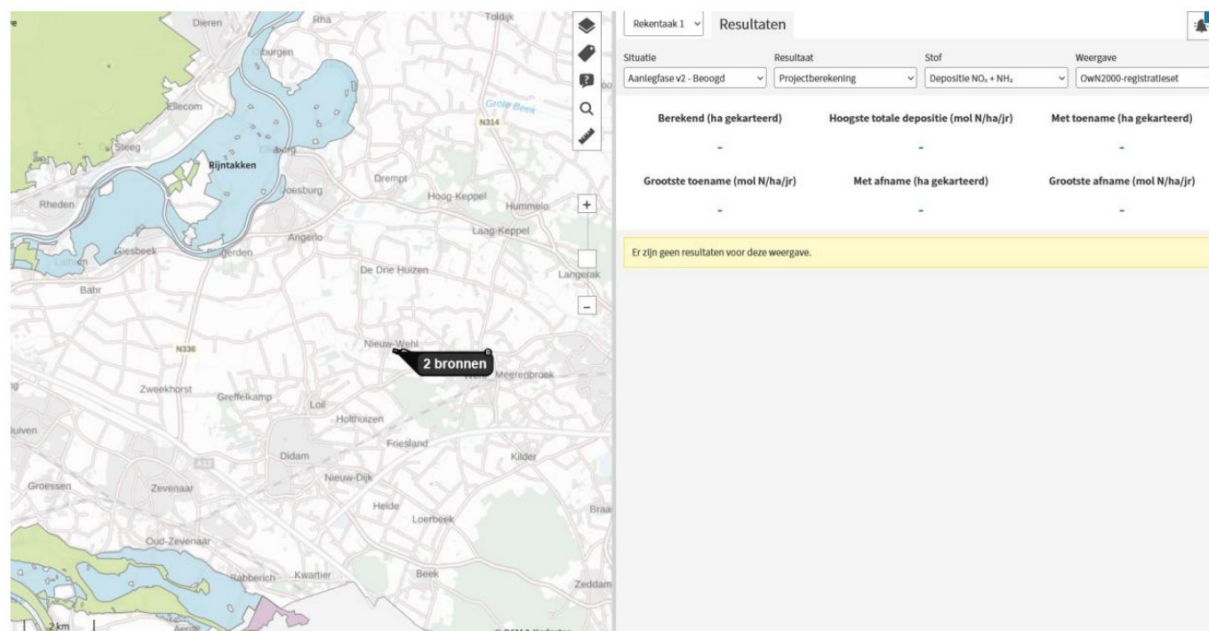 Rekentaak 1
Resultaten
Situatie
Resultaat
Stof
Weergave
Aanlegfase v2 - Beoogd
Projectberekening
Depositie NOₓ + NH₃
OwN2000-registratieset
Berekend (ha gekarteerd)
Hoogste totale depositie (mol N/ha/jr)
Met toename (ha gekarteerd)
-
-
-
Grootste toename (mol N/ha/jr)
Met afname (ha gekarteerd)
Grootste afname (mol N/ha/jr)
-
-
-
Er zijn geen resultaten voor deze weergave.
Dieren
Rha
Toldijk
Ellecom
Grote Beek
N314
Steeg
Rijntakken
Drempt
Rheden
Hoog-Keppel
Hummelo
Laag-Keppel
Angerlo
De Drie Huizen
Langerak
Bahr
N336
Nieuw-Wehl
2 bronnen
Meerenbroek
Zweekhorst
Greffelkamp
Loil
Holthuizen
Friesland
Didam
Kilder
A12
Groessen
Zevenaar
Nieuw-Dijk
Heide
Loerbeek
Oud-Zevenaar
Babberich
Kwartier
Beek
Zeddam
2 km